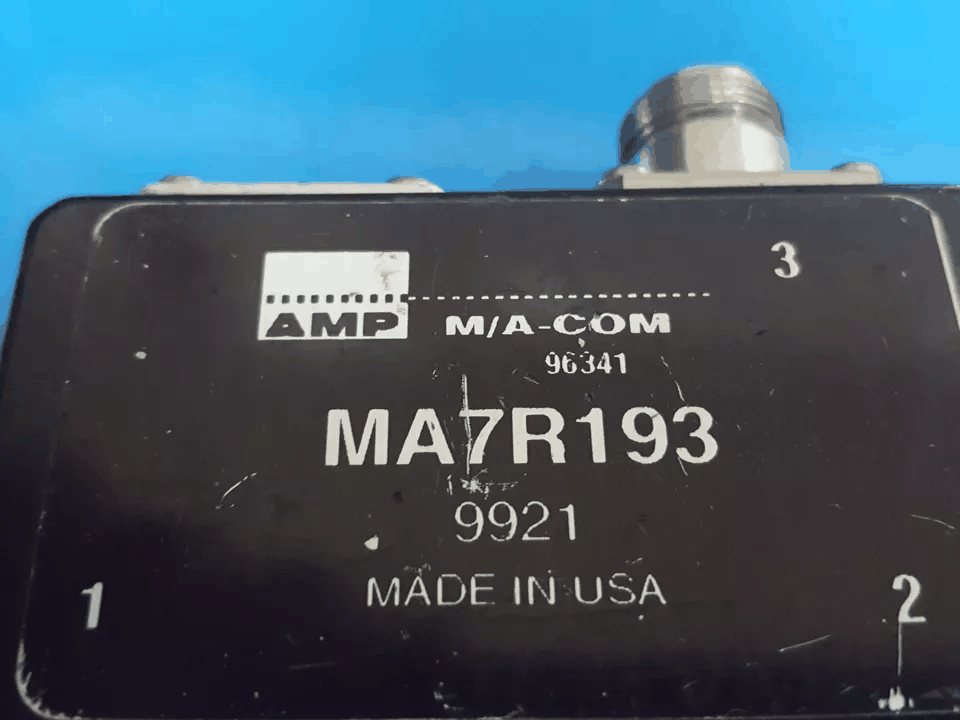 3
AMP M/A-COM
96341
MA7R193
9921
MADE IN USA
1 2